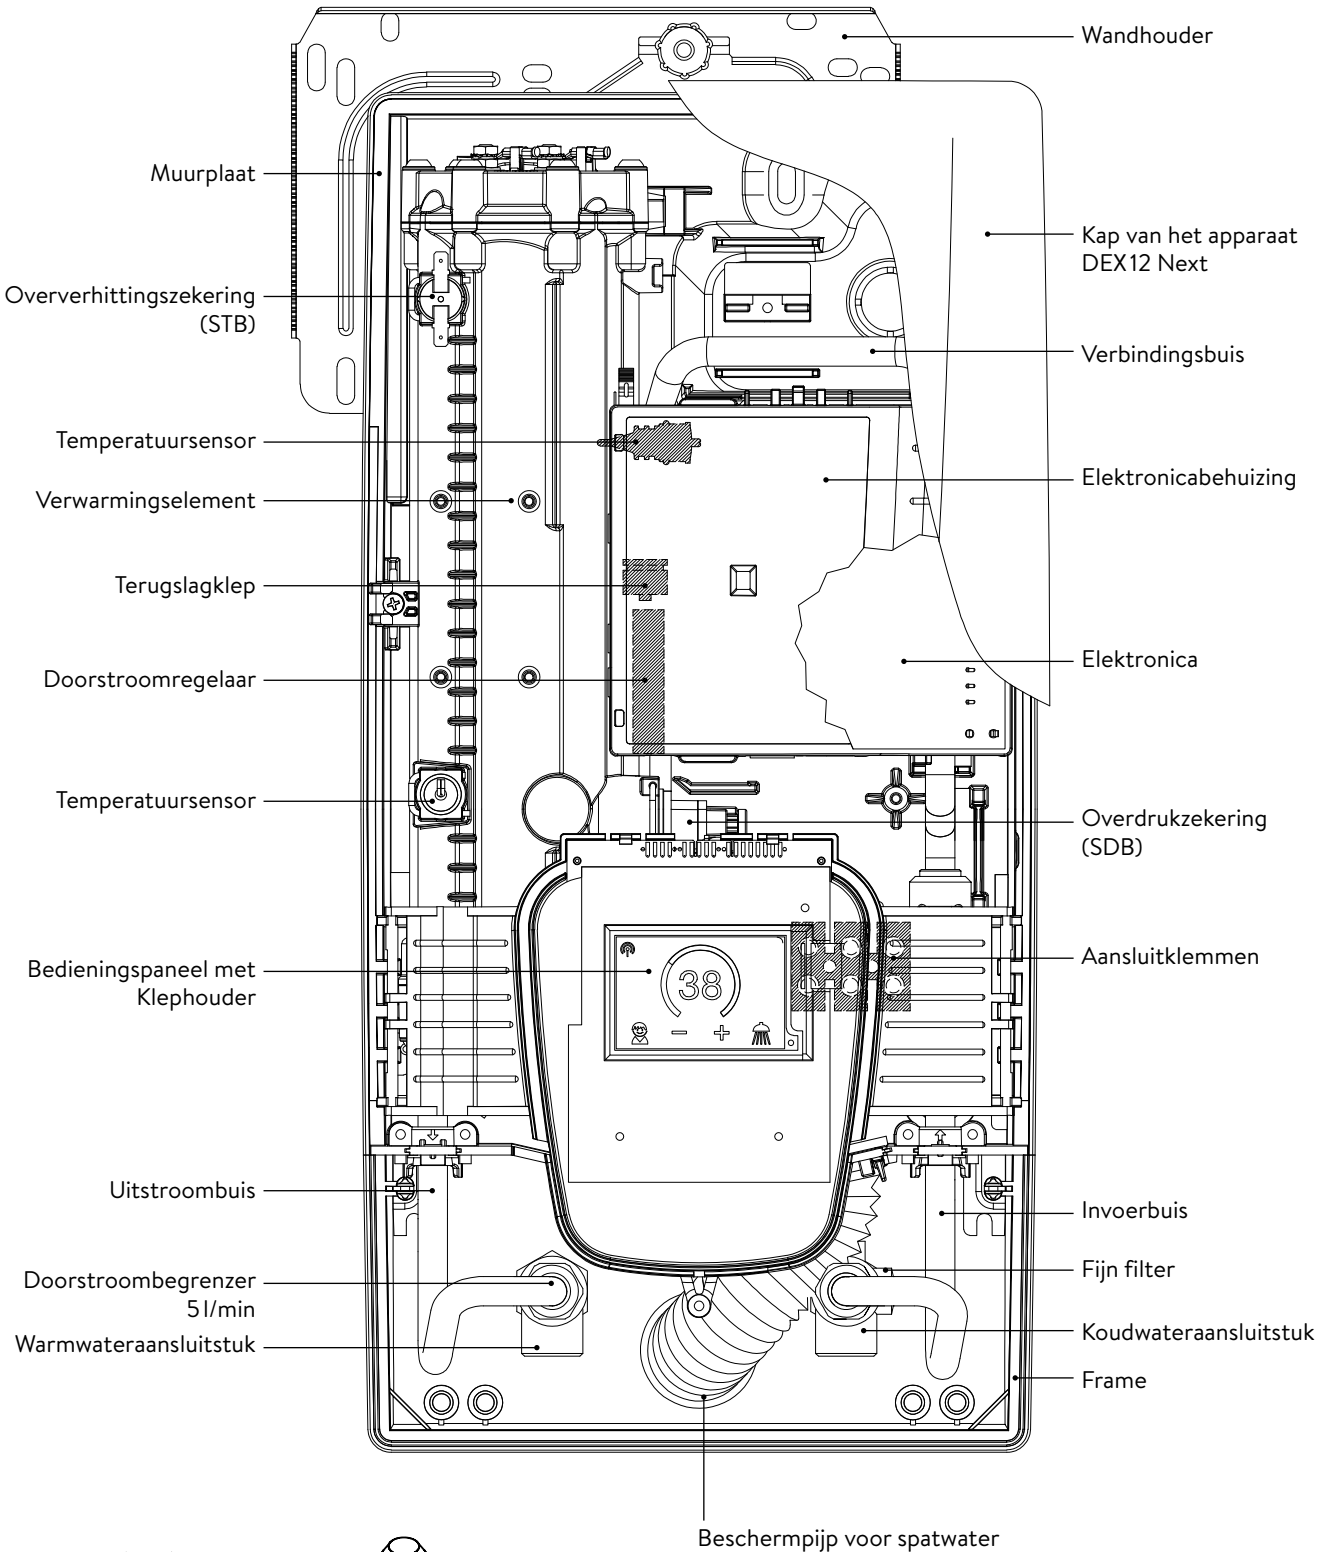 Wandhouder
Muurplaat
Kap van het apparaat
DEX12 Next
Oververhittingszekering
(STB)
Verbindingsbuis
Temperatuursensor
Elektronicabehuizing
Verwarmingselement
Terugslagklep
Elektronica
Doorstroomregelaar
Temperatuursensor
Overdrukzekering
(SDB)
Aansluitklemmen
Bedieningspaneel met
Klephouder
38
Uitstroombuis
Invoerbuis
Fijn filter
Doorstroombegrenzer
5 l/min
Koudwateraansluitstuk
Warmwateraansluitstuk
Frame
Beschermpijp voor spatwater